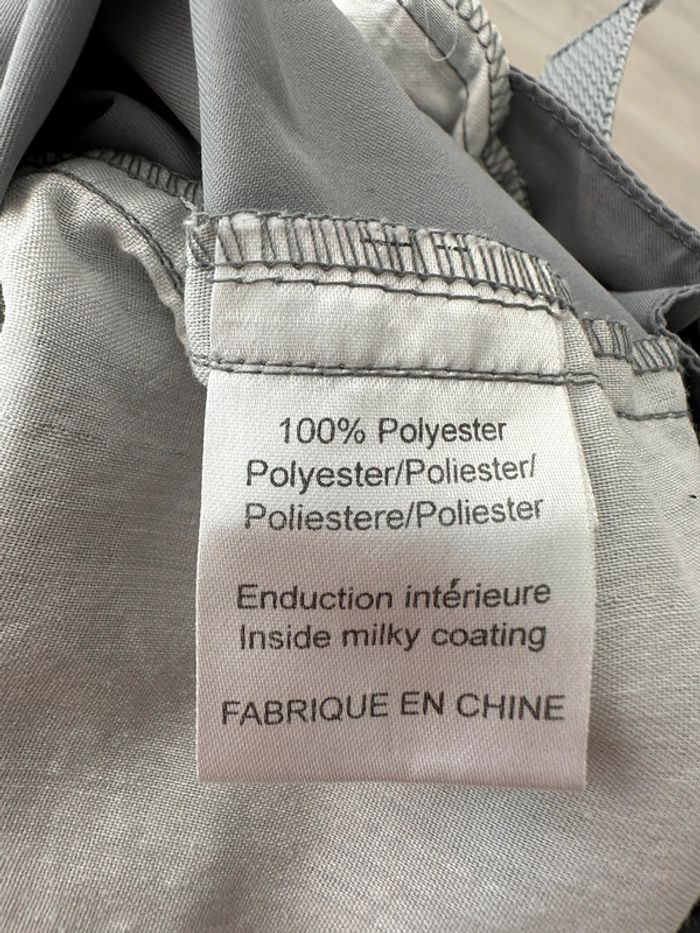 100% Polyester
Polyester/Poliester/
Poliestere/Poliester
Enduction intérieure
Inside milky coating
FABRIQUE EN CHINE